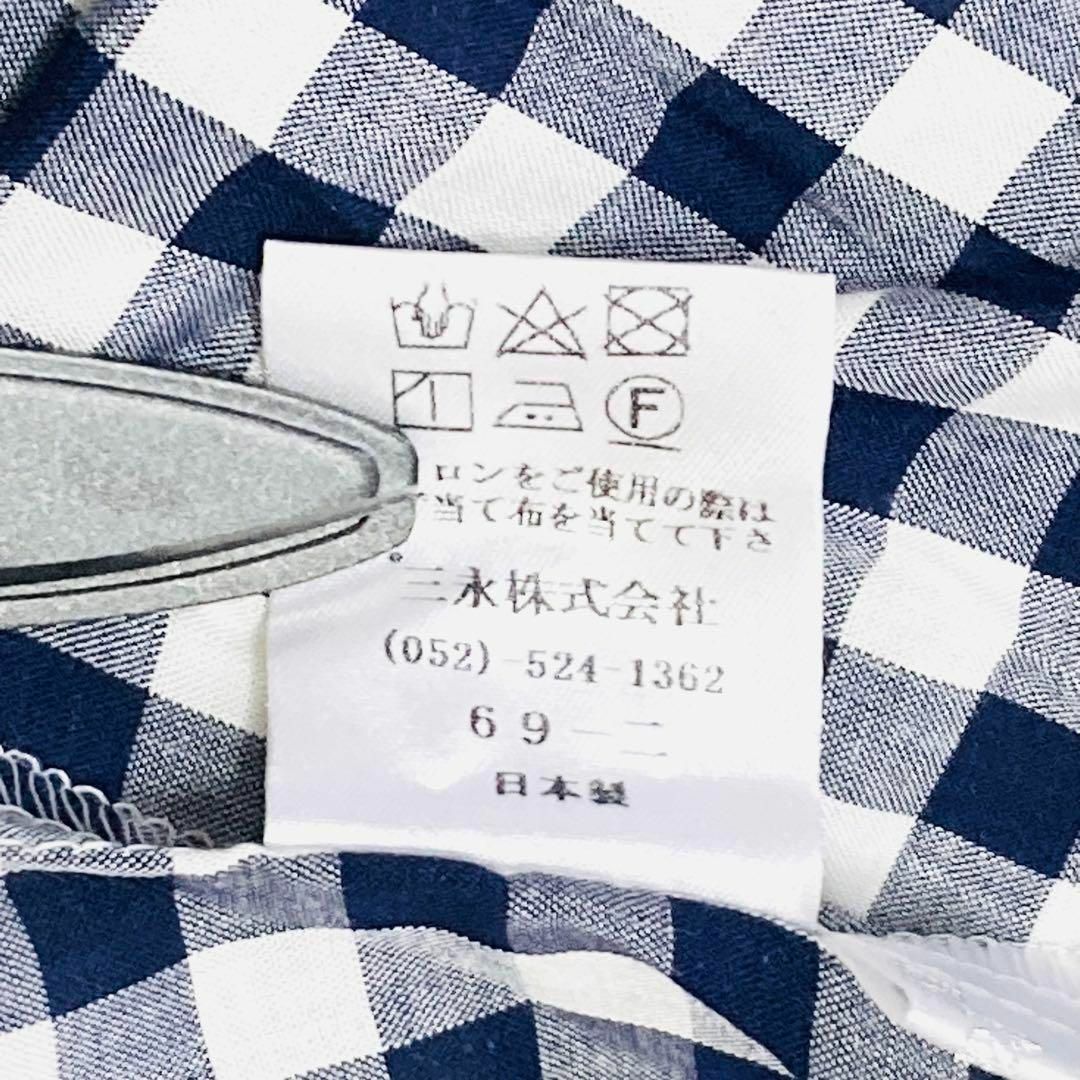 F
ロンをご使用の際は
て当て布を当てて下さ
。
三永株式会社
(052)-524-1362
69-二
日本製